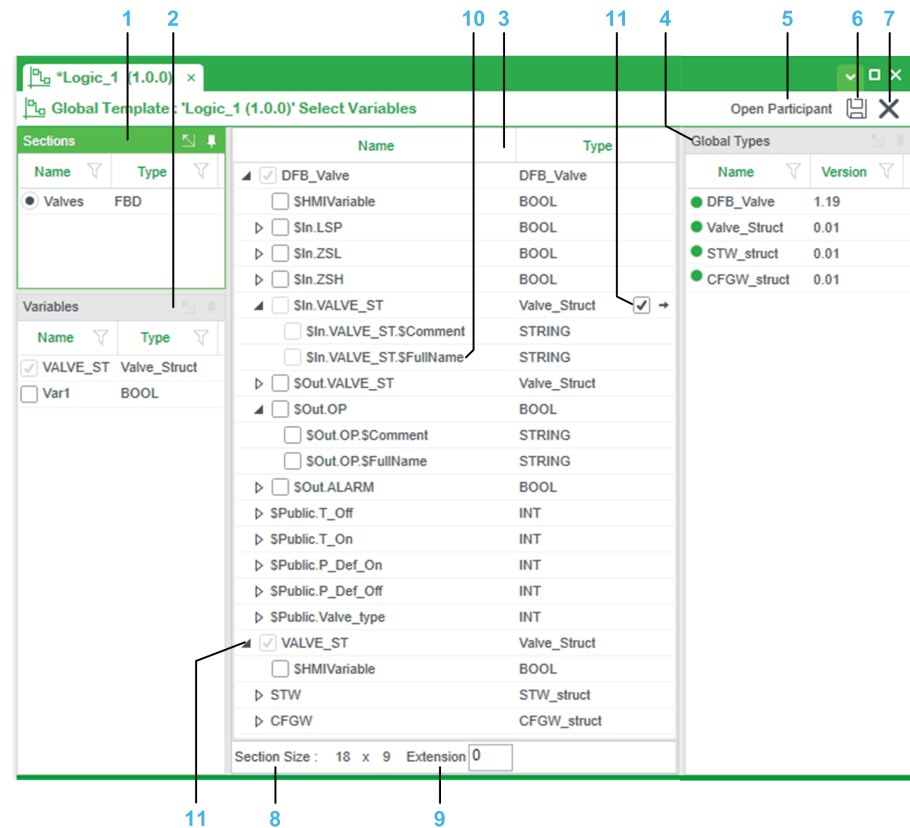 1 2 10 3 11 4 5 6 7
*Logic_1 (1.0.0) ×
Global Template : 'Logic_1 (1.0.0)' Select Variables Open Participant
Sections
Name Type
Valves FBD
Variables
Name Type
VALVE_ST Valve_Struct
Var1 BOOL
Name Type
DFB_Valve DFB_Valve
$HMIVariable BOOL
$In.LSP BOOL
$In.ZSL BOOL
$In.ZSH BOOL
$In.VALVE_ST Valve_Struct
$In.VALVE_ST.$Comment STRING
$In.VALVE_ST.$FullName STRING
$Out.VALVE_ST Valve_Struct
$Out.OP BOOL
$Out.OP.$Comment STRING
$Out.OP.$FullName STRING
$Out.ALARM BOOL
$Public.T_Off INT
$Public.T_On INT
$Public.P_Def_On INT
$Public.P_Def_Off INT
$Public.Valve_type INT
VALVE_ST Valve_Struct
$HMIVariable BOOL
STW STW_struct
CFGW CFGW_struct
Section Size : 18 x 9 Extension 0
Global Types
Name Version
DFB_Valve 1.19
Valve_Struct 0.01
STW_struct 0.01
CFGW_struct 0.01
11 8 9